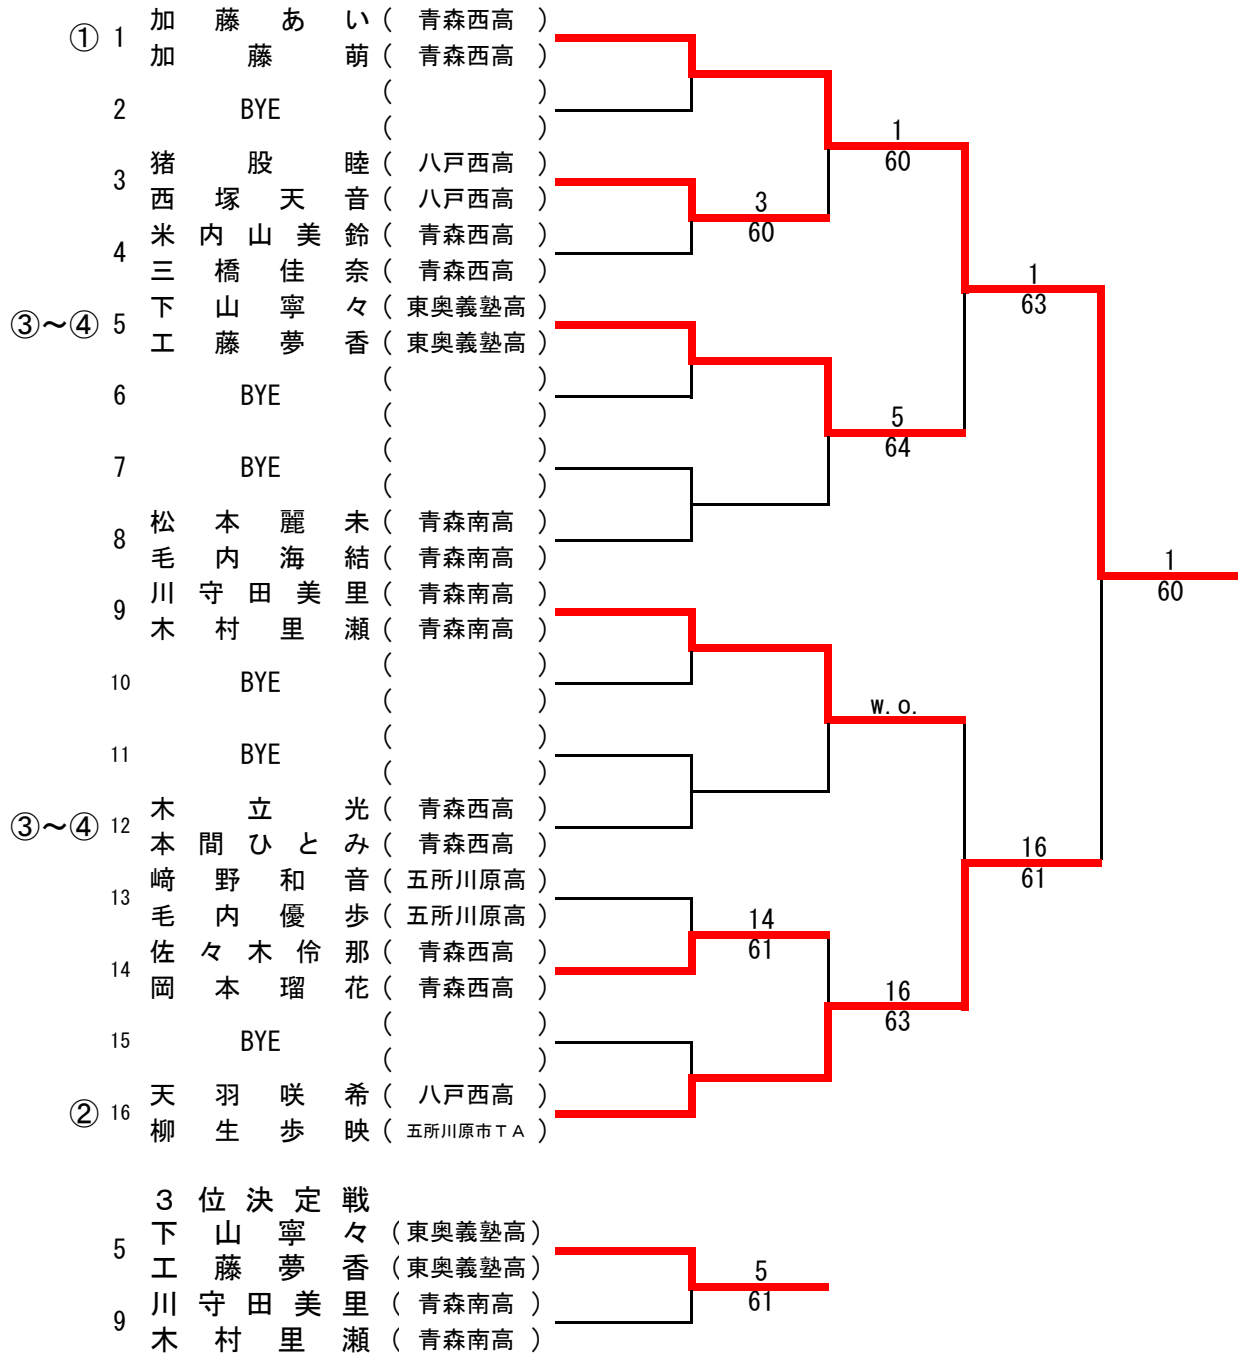 ① 1 加藤あい ( 青森西高 )
加藤萌 ( 青森西高 )
2 BYE ( )
( )
3 猪股睦 ( 八戸西高 )
西塚天音 ( 八戸西高 )
4 米内山美鈴 ( 青森西高 )
三橋佳奈 ( 青森西高 )
③～④ 5 下山寧々 ( 東奥義塾高 )
工藤夢香 ( 東奥義塾高 )
6 BYE ( )
( )
7 BYE ( )
( )
8 松本麗未 ( 青森南高 )
毛内海結 ( 青森南高 )
9 川守田美里 ( 青森南高 )
木村里瀬 ( 青森南高 )
10 BYE ( )
( )
11 BYE ( )
( )
③～④ 12 木立光 ( 青森西高 )
本間ひとみ ( 青森西高 )
13 﨑野和音 ( 五所川原高 )
毛内優歩 ( 五所川原高 )
14 佐々木伶那 ( 青森西高 )
岡本瑠花 ( 青森西高 )
15 BYE ( )
( )
② 16 天羽咲希 ( 八戸西高 )
柳生歩映 ( 五所川原市ＴＡ )
3
60
14
61
1
60
5
64
w.o.
16
63
1
63
16
61
1
60
３位決定戦
5 下山寧々 ( 東奥義塾高 )
工藤夢香 ( 東奥義塾高 )
9 川守田美里 ( 青森南高 )
木村里瀬 ( 青森南高 )
5
61